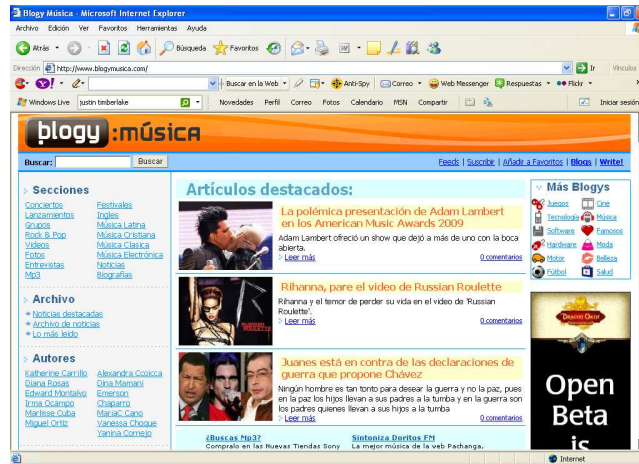 Blogy Música - Microsoft Internet Explorer
Archivo Edición Ver Favoritos Herramientas Ayuda
Atrás Búsqueda Favoritos
Dirección http://www.blogymusica.com/ Ir Vínculos
Buscar en la Web Anti-Spy Correo Web Messenger Respuestas Flickr
Windows Live justin timberlake Novedades Perfil Correo Fotos Calendario MSN Compartir Iniciar sesión
blogy :música
Buscar: Buscar Feeds | Suscribir | Añadir a Favoritos | Blogs | Write!
Secciones
Conciertos Festivales
Lanzamientos Ingles
Grupos Música Latina
Rock & Pop Música Cristiana
Videos Música Clasica
Fotos Música Electrónica
Entrevistas Noticias
Mp3 Biografias
Archivo
Noticias destacadas
Archivo de noticias
Lo más leído
Autores
Katherine Carrillo Alexandra Ccoicca
Diana Rosas Dina Mamani
Edward Montalvo Emerson
Irma Ocampo Chaparro
Marlisse Cuba MariaC Cano
Miguel Ortiz Vanessa Choque
Yanina Cornejo
Artículos destacados:
La polémica presentación de Adam Lambert
en los American Music Awards 2009
Adam Lambert ofreció un show que dejó a más de uno con la boca
abierta.
Leer más 0 comentarios
Rihanna, pare el video de Russian Roulette
Rihanna y el temor de perder su vida en el video de 'Russian
Roulette'.
Leer más 0 comentarios
Juanes está en contra de las declaraciones de
guerra que propone Chávez
Ningún hombre es tan tonto para desear la guerra y no la paz, pues
en la paz los hijos llevan a sus padres a la tumba y en la guerra son
los padres quienes llevan a sus hijos a la tumba
Leer más 0 comentarios
¿Buscas Mp3? Sintoniza Doritos FM
Compralo en las Nuevas Tiendas Sony La mejor música de la web Pachanga,
Más Blogys
Juegos Cine
Tecnología Música
Software Famosos
Hardware Moda
Motor Belleza
Fútbol Salud
Dragon Oath
Open
Beta
is
Internet